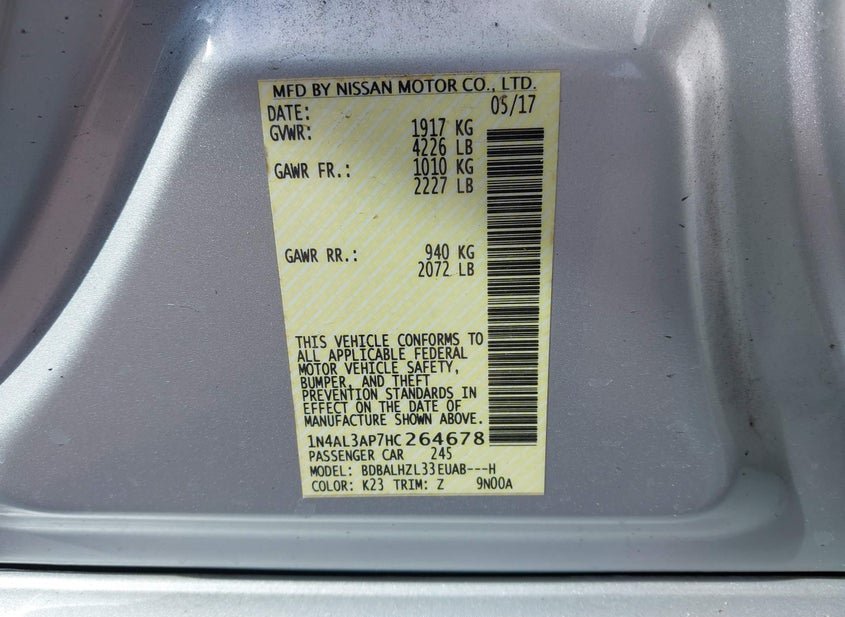 MFD BY NISSAN MOTOR CO., LTD.
DATE: 05/17
GVWR: 1917 KG
4226 LB
GAWR FR.: 1010 KG
2227 LB
GAWR RR.: 940 KG
2072 LB
THIS VEHICLE CONFORMS TO
ALL APPLICABLE FEDERAL
MOTOR VEHICLE SAFETY,
BUMPER, AND THEFT
PREVENTION STANDARDS IN
EFFECT ON THE DATE OF
MANUFACTURE SHOWN ABOVE.
1N4AL3AP7HC264678
PASSENGER CAR 245
MODEL: BDBALHZL33EUAB---H
COLOR: K23 TRIM: Z 9N00A